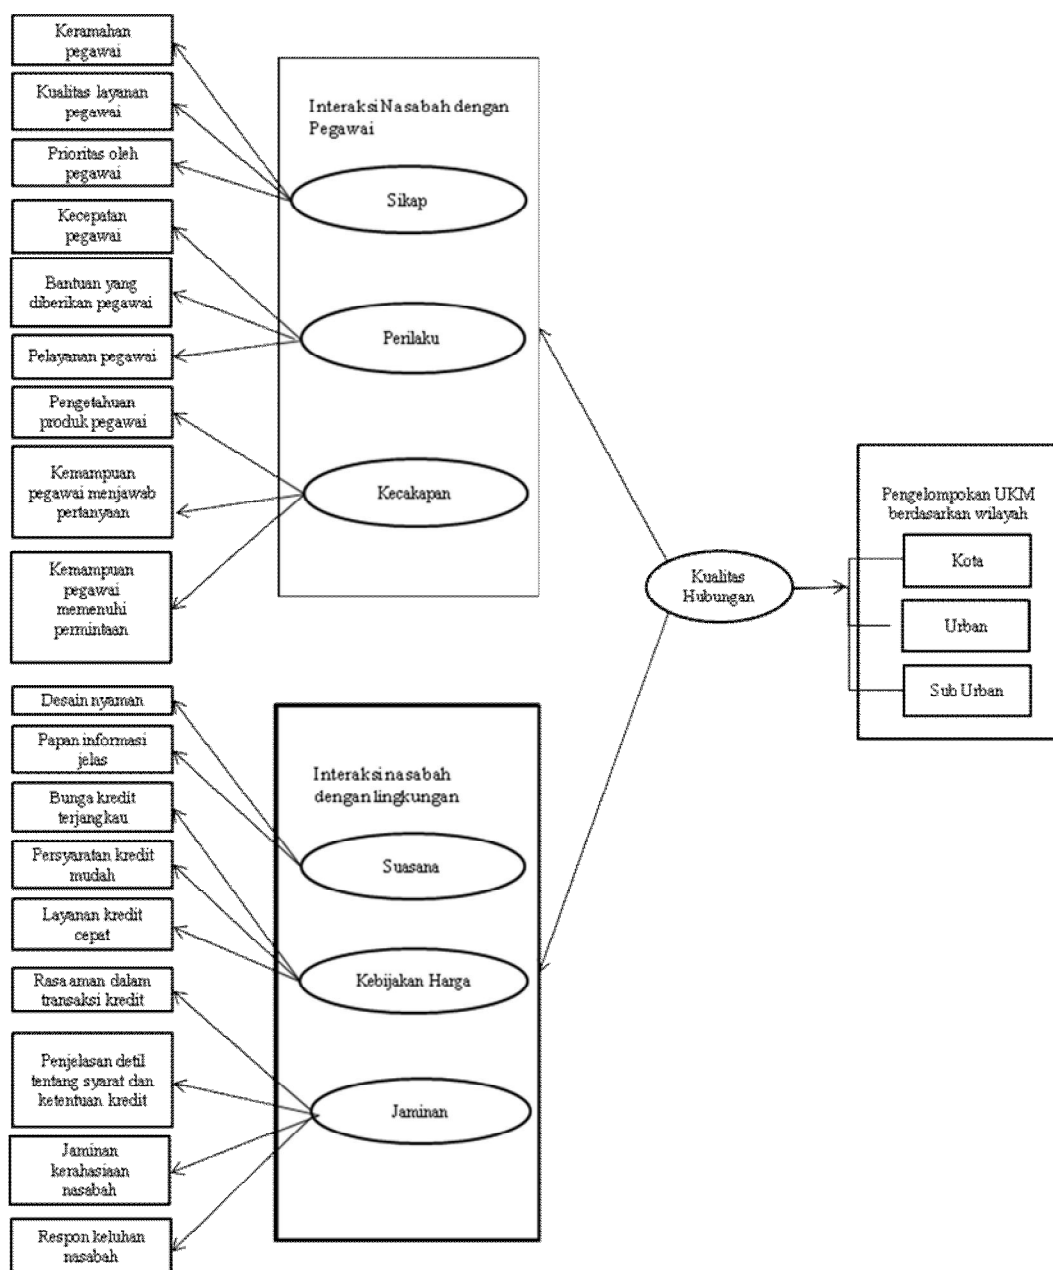 Keramahan
pegawai
Kualitas layanan
pegawai
Prioritas oleh
pegawai
Kecepatan
pegawai
Bantuan yang
diberikan pegawai
Pelayanan pegawai
Pengetahuan
produk pegawai
Kemampuan
pegawai menjawab
pertanyaan
Kemampuan
pegawai
memenuhi
permintaan
Desain nyaman
Papan informasi
jelas
Bunga kredit
terjangkau
Persyaratan kredit
mudah
Layanan kredit
cepat
Rasa aman dalam
transaksi kredit
Penjelasan detil
tentang syarat dan
ketentuan kredit
Jaminan
kerahasiaan
nasabah
Respon keluhan
nasabah
Interaksi Nasabah dengan
Pegawai
Sikap
Perilaku
Kecakapan
Interaksi nasabah
dengan lingkungan
Suasana
Kebijakan Harga
Jaminan
Kualitas
Hubungan
Pengelompokan UKM
berdasarkan wilayah
Kota
Urban
Sub Urban